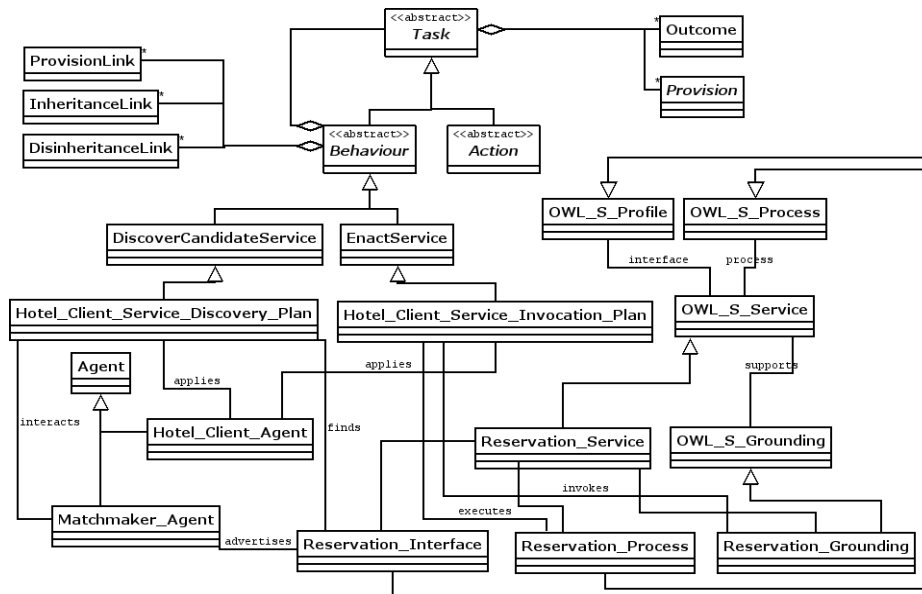 <<abstract>>
Task
*
Outcome
ProvisionLink
*
InheritanceLink
*
*
Provision
DisinheritanceLink
*
<<abstract>>
Behaviour
<<abstract>>
Action
OWL_S_Profile
OWL_S_Process
DiscoverCandidateService
EnactService
interface
process
Hotel_Client_Service_Discovery_Plan
Hotel_Client_Service_Invocation_Plan
OWL_S_Service
Agent
applies
applies
supports
interacts
Hotel_Client_Agent
finds
Reservation_Service
OWL_S_Grounding
invokes
Matchmaker_Agent
executes
advertises
Reservation_Interface
Reservation_Process
Reservation_Grounding